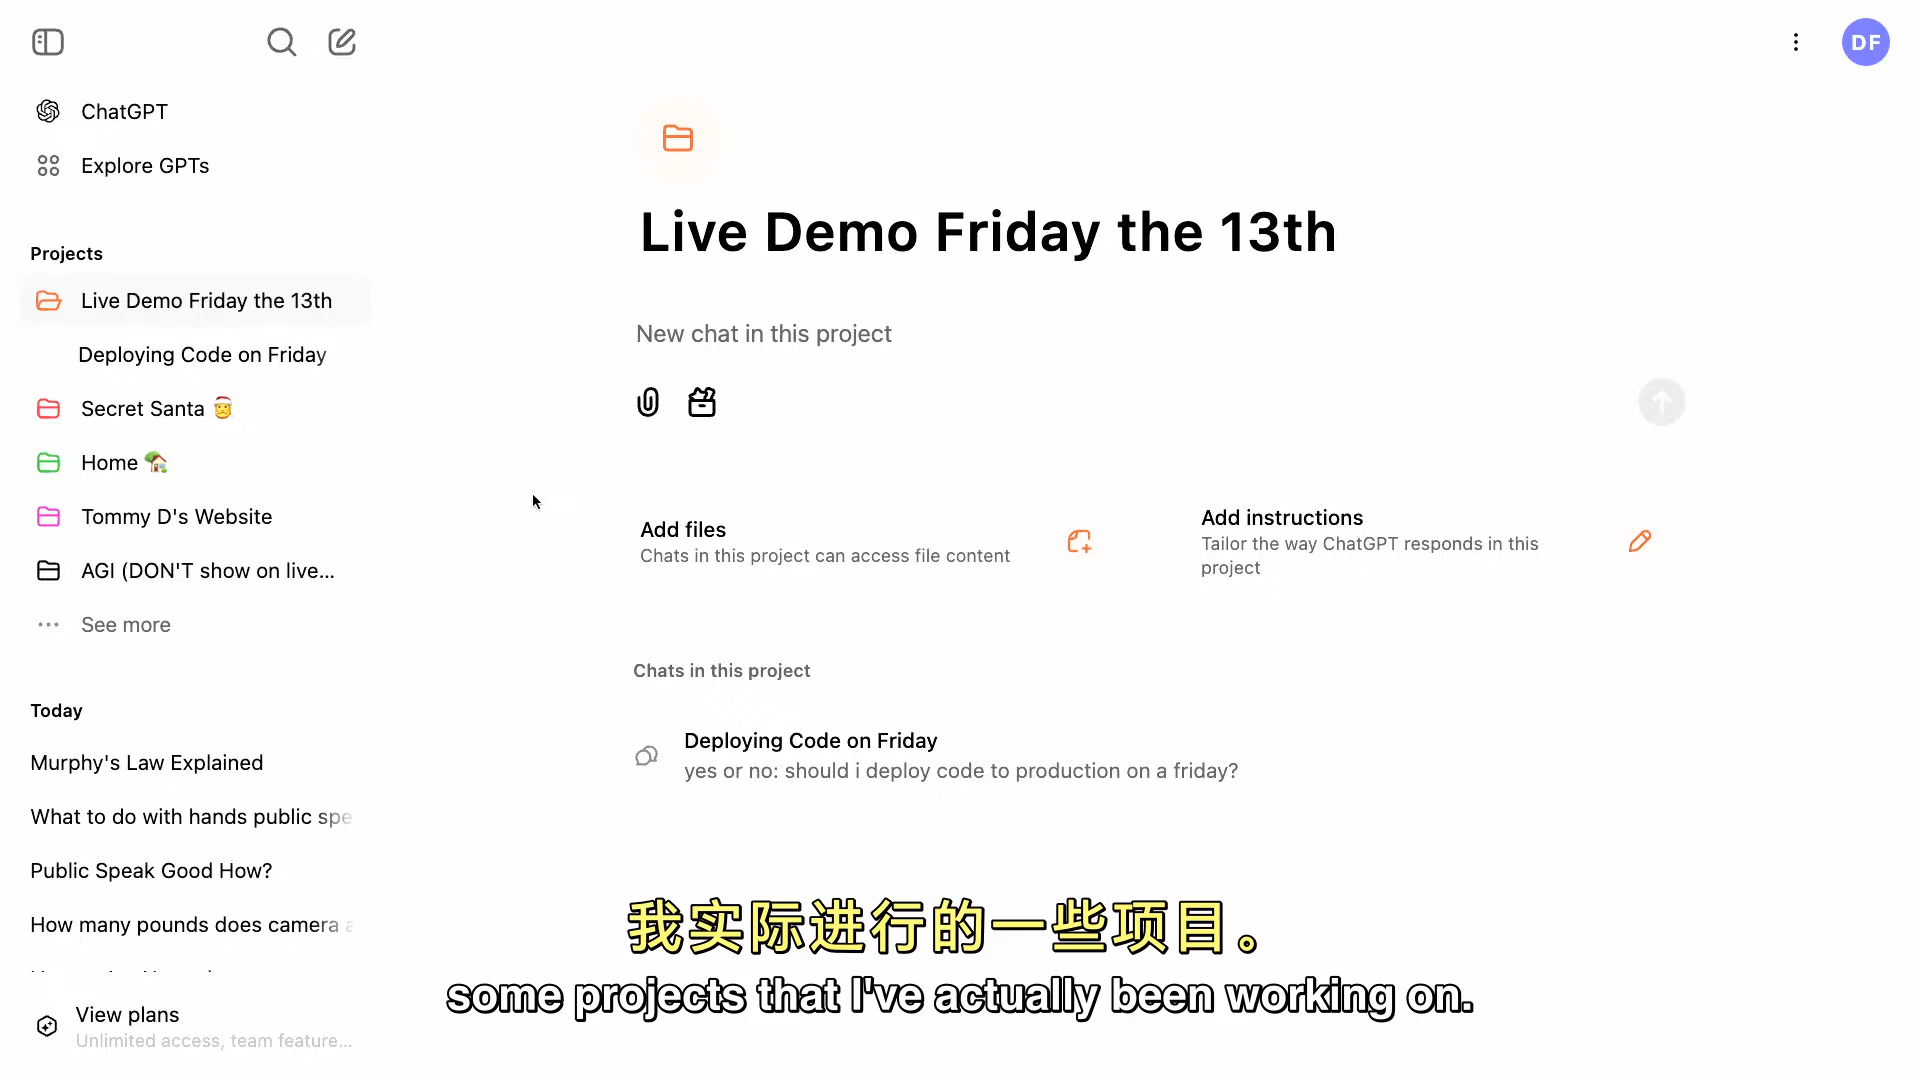 DF
ChatGPT
Explore GPTs
Projects
Live Demo Friday the 13th
Deploying Code on Friday
Secret Santa 🎅
Home 🏡
Tommy D's Website
AGI (DON'T show on live...
See more
Today
Murphy's Law Explained
What to do with hands public spe
Public Speak Good How?
How many pounds does camera a
View plans
Unlimited access, team feature...
Live Demo Friday the 13th
New chat in this project
Add files
Chats in this project can access file content
Add instructions
Tailor the way ChatGPT responds in this
project
Chats in this project
Deploying Code on Friday
yes or no: should i deploy code to production on a friday?
我实际进行的一些项目。
some projects that I've actually been working on.